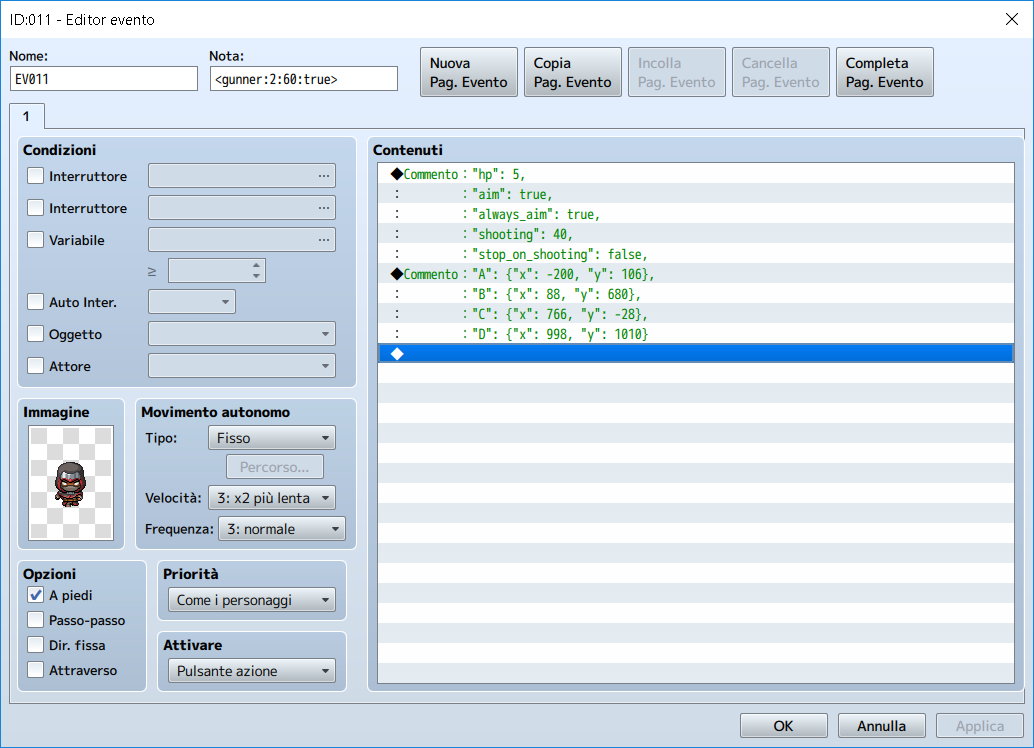 ID:011 - Editor evento
Nome:
EV011
Nota:
<gunner:2:60:true>
Nuova
Pag. Evento
Copia
Pag. Evento
Incolla
Pag. Evento
Cancella
Pag. Evento
Completa
Pag. Evento
1
Condizioni
Interruttore ...
Interruttore ...
Variabile ...
≥
Auto Inter.
Oggetto
Attore
Immagine
Movimento autonomo
Tipo: Fisso
Percorso...
Velocità: 3: x2 più lenta
Frequenza: 3: normale
Opzioni
A piedi
Passo-passo
Dir. fissa
Attraverso
Priorità
Come i personaggi
Attivare
Pulsante azione
Contenuti
◆Commento : "hp": 5,
: : "aim": true,
: : "always_aim": true,
: : "shooting": 40,
: : "stop_on_shooting": false,
◆Commento : "A": {"x": -200, "y": 106},
: : "B": {"x": 88, "y": 680},
: : "C": {"x": 766, "y": -28},
: : "D": {"x": 998, "y": 1010}
◆
OK
Annulla
Applica